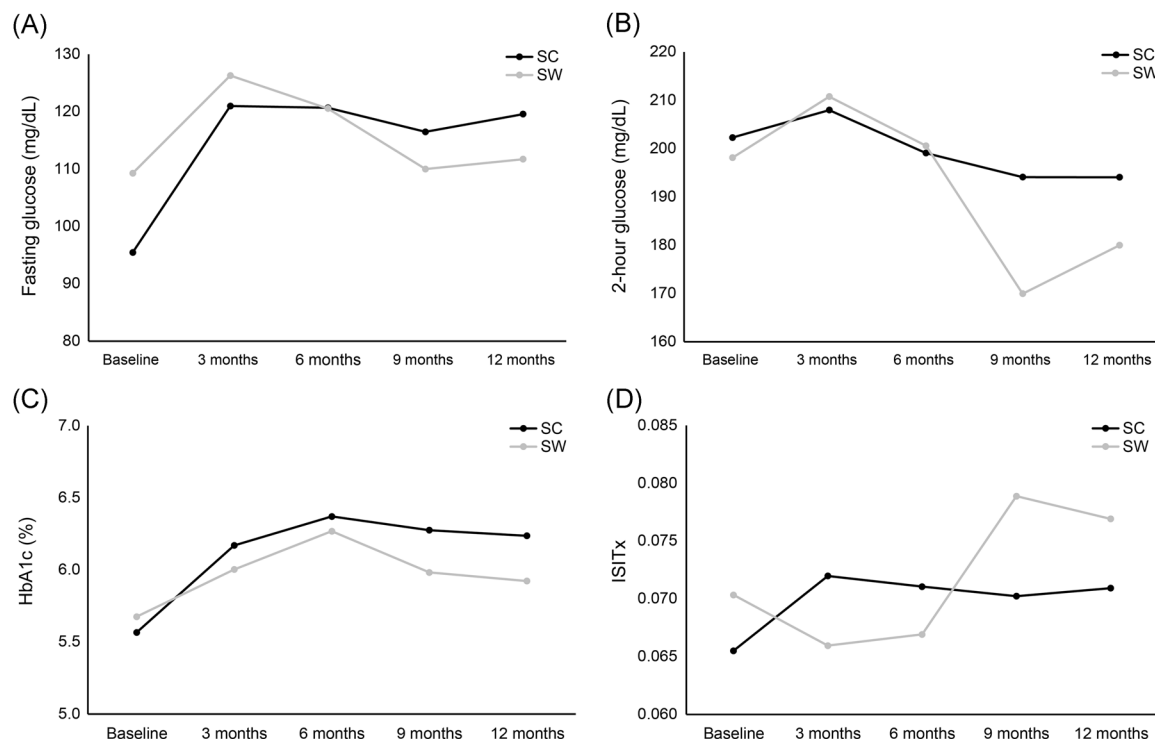 (A)
Fasting glucose (mg/dL)
130
120
110
100
90
80
Baseline
3 months
6 months
9 months
12 months
SC
SW
(B)
2-hour glucose (mg/dL)
220
210
200
190
180
170
160
Baseline
3 months
6 months
9 months
12 months
SC
SW
(C)
HbA1c (%)
7.0
6.5
6.0
5.5
5.0
Baseline
3 months
6 months
9 months
12 months
SC
SW
(D)
ISITx
0.085
0.080
0.075
0.070
0.065
0.060
Baseline
3 months
6 months
9 months
12 months
SC
SW